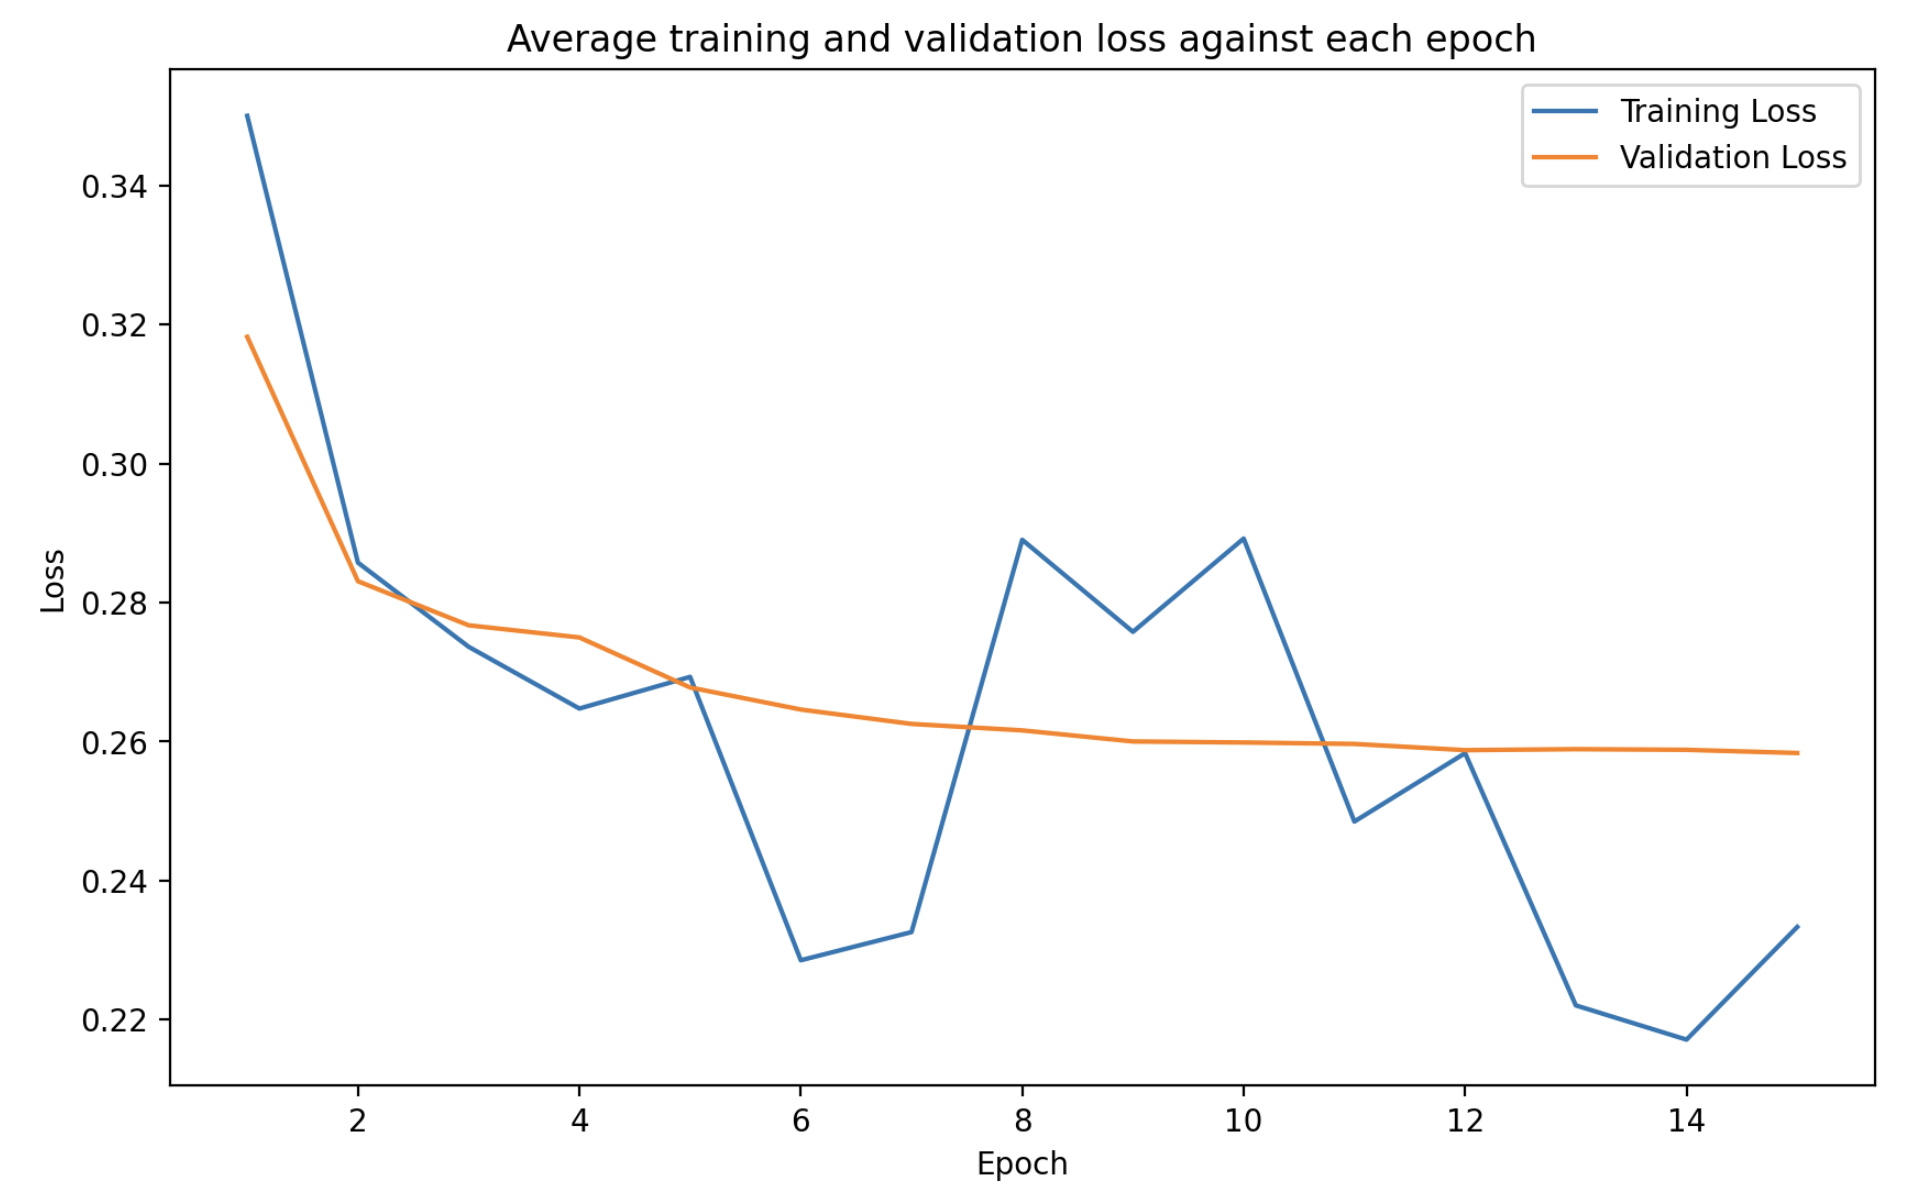 Average training and validation loss against each epoch
Training Loss
Validation Loss
0.34
0.32
0.30
0.28
0.26
0.24
0.22
Loss
2 4 6 8 10 12 14
Epoch